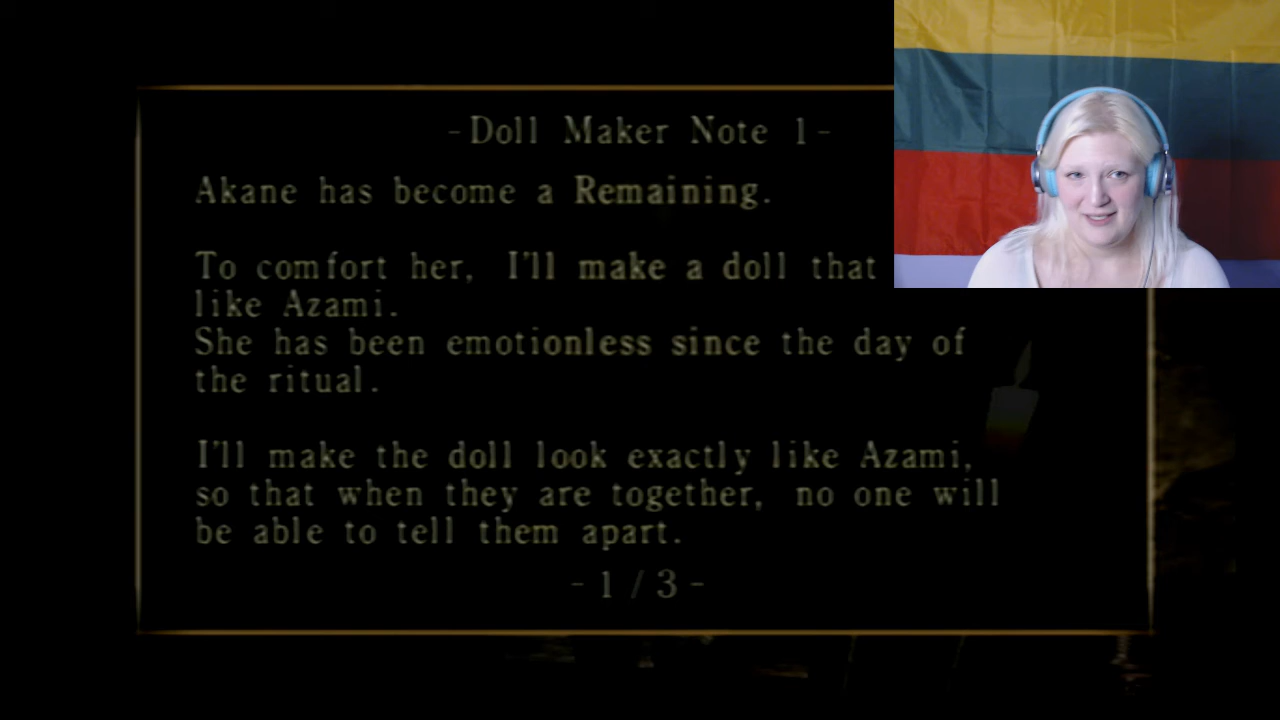 -Doll Maker Note 1-
Akane has become a Remaining.
To comfort her, I'll make a doll that
like Azami.
She has been emotionless since the day of
the ritual.
I'll make the doll look exactly like Azami,
so that when they are together, no one will
be able to tell them apart.
-1/3-